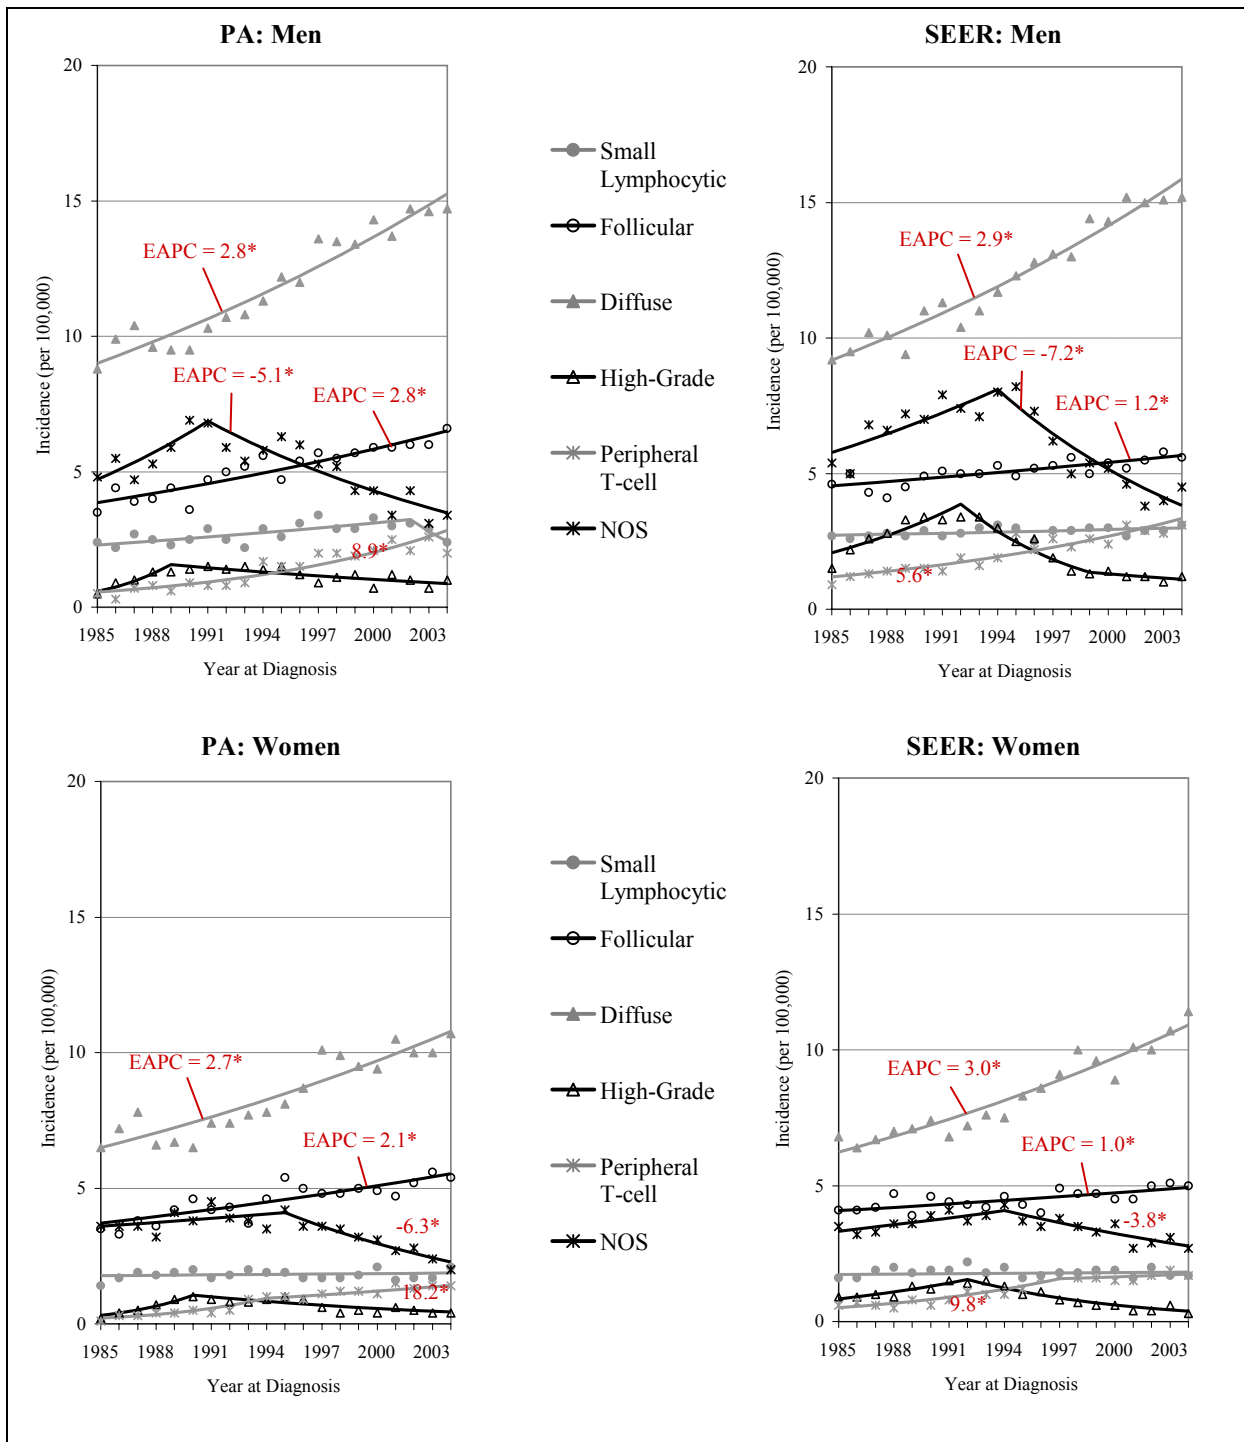 PA: Men
20
15
10
5
0
Incidence (per 100,000)
EAPC = 2.8*
EAPC = -5.1*
EAPC = 2.8*
8.9*
1985 1988 1991 1994 1997 2000 2003
Year at Diagnosis
Small
Lymphocytic
Follicular
Diffuse
High-Grade
Peripheral
T-cell
NOS
SEER: Men
20
15
10
5
0
Incidence (per 100,000)
EAPC = 2.9*
EAPC = -7.2*
EAPC = 1.2*
5.6*
1985 1988 1991 1994 1997 2000 2003
Year at Diagnosis
PA: Women
20
15
10
5
0
Incidence (per 100,000)
EAPC = 2.7*
EAPC = 2.1*
-6.3*
18.2*
1985 1988 1991 1994 1997 2000 2003
Year at Diagnosis
Small
Lymphocytic
Follicular
Diffuse
High-Grade
Peripheral
T-cell
NOS
SEER: Women
20
15
10
5
0
Incidence (per 100,000)
EAPC = 3.0*
EAPC = 1.0*
-3.8*
9.8*
1985 1988 1991 1994 1997 2000 2003
Year at Diagnosis